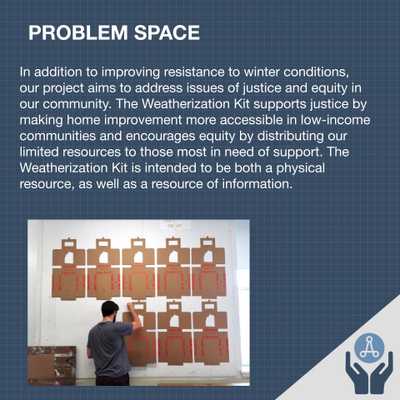 PROBLEM SPACE
In addition to improving resistance to winter conditions,
our project aims to address issues of justice and equity in
our community. The Weatherization Kit supports justice by
making home improvement more accessible in low-income
communities and encourages equity by distributing our
limited resources to those most in need of support. The
Weatherization Kit is intended to be both a physical
resource, as well as a resource of information.